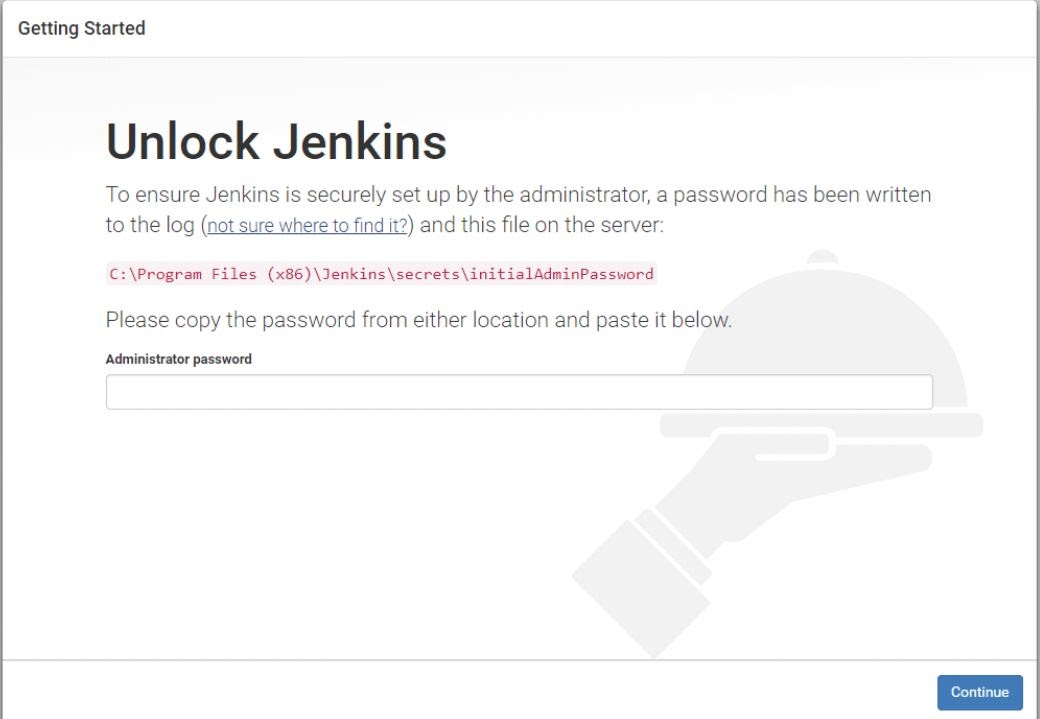 Getting Started
Unlock Jenkins
To ensure Jenkins is securely set up by the administrator, a password has been written
to the log (not sure where to find it?) and this file on the server:
C:\Program Files (x86)\Jenkins\secrets\initialAdminPassword
Please copy the password from either location and paste it below.
Administrator password
Continue